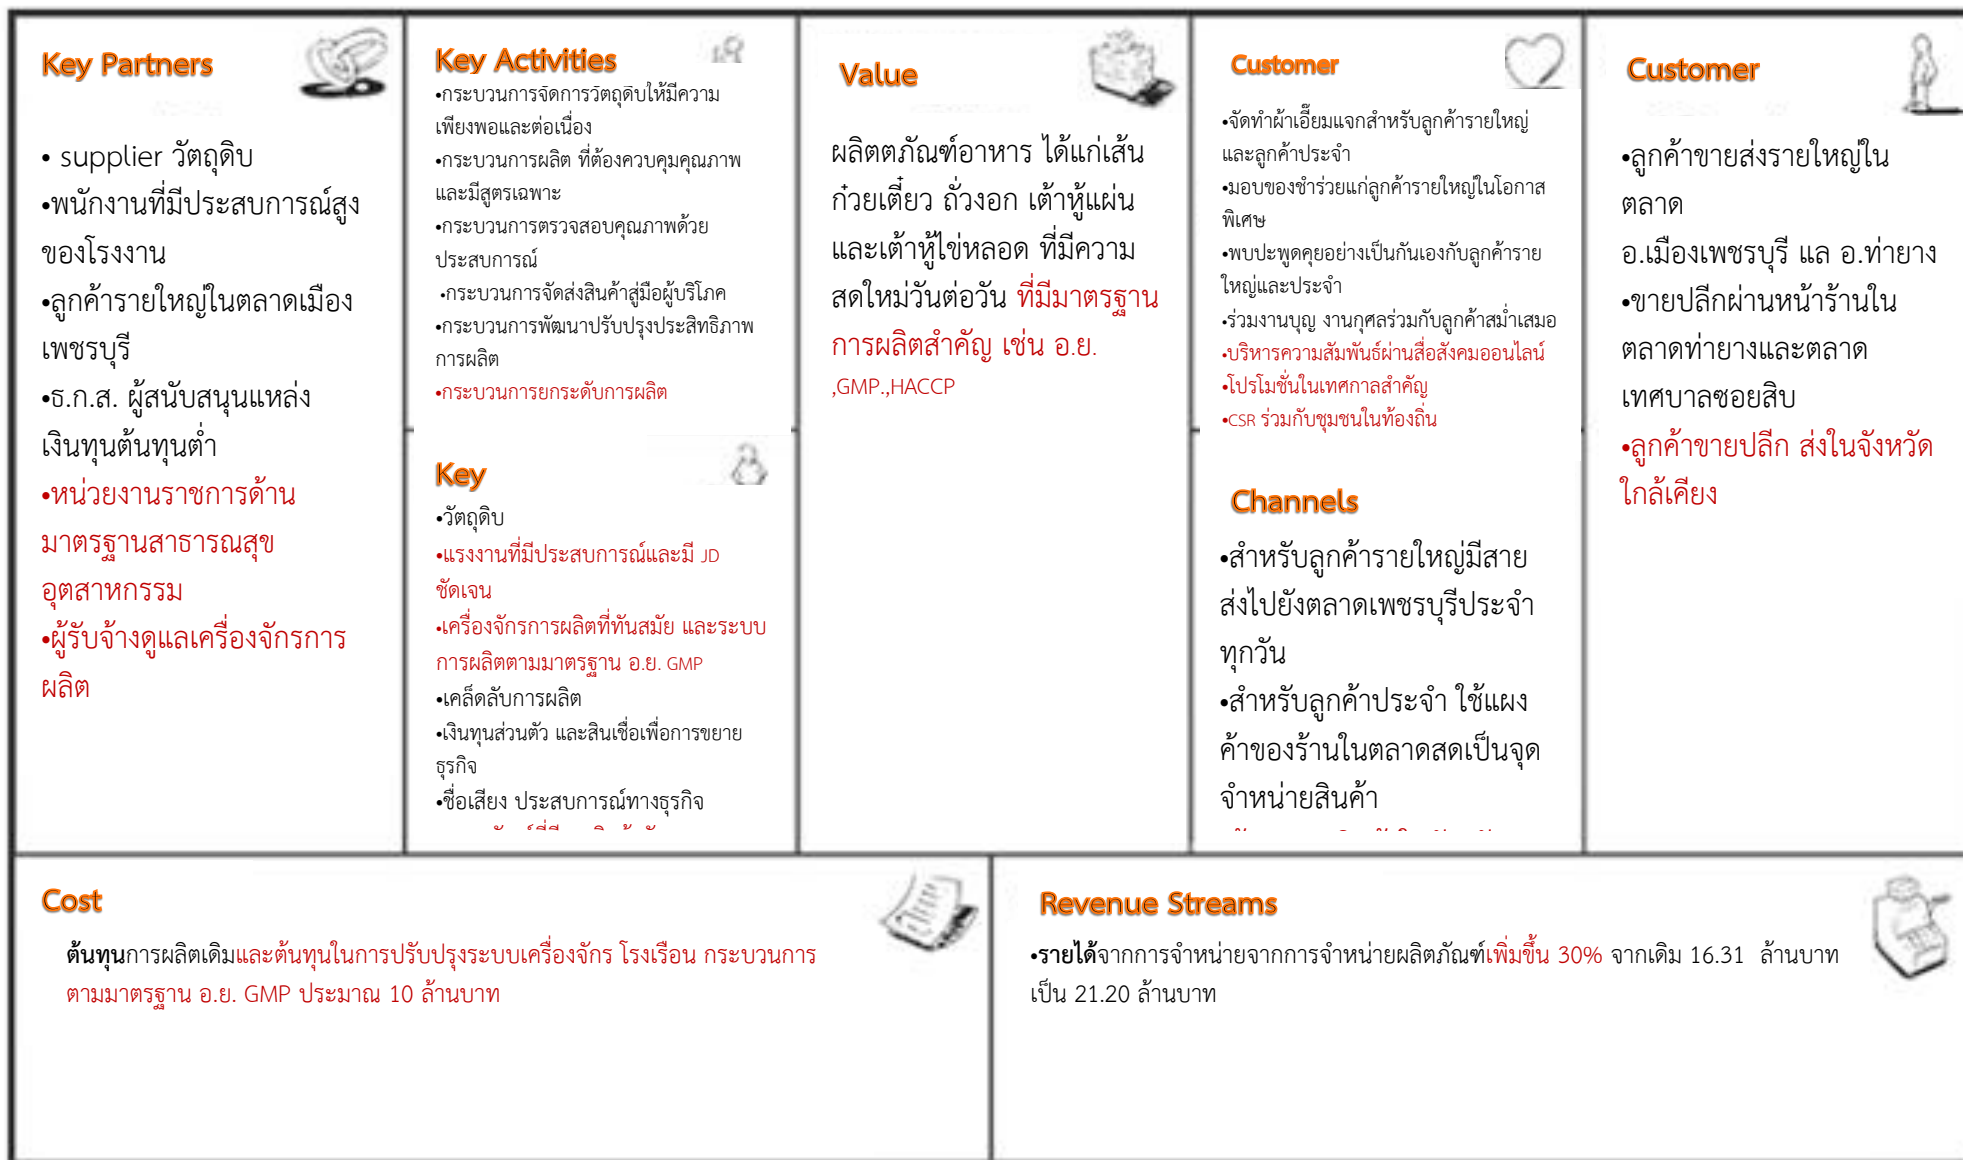 Key Partners
• supplier วัตถุดิบ
•พนักงานที่มีประสบการณ์สูง
ของโรงงาน
•ลูกค้ารายใหญ่ในตลาดเมือง
เพชรบุรี
•ธ.ก.ส. ผู้สนับสนุนแหล่ง
เงินทุนต้นทุนต่ำ
•หน่วยงานราชการด้าน
มาตรฐานสาธารณสุข
อุตสาหกรรม
•ผู้รับจ้างดูแลเครื่องจักรการ
ผลิต
Key Activities
•กระบวนการจัดการวัตถุดิบให้มีความ
เพียงพอและต่อเนื่อง
•กระบวนการผลิต ที่ต้องควบคุมคุณภาพ
และมีสูตรเฉพาะ
•กระบวนการตรวจสอบคุณภาพด้วย
ประสบการณ์
•กระบวนการจัดส่งสินค้าสู่มือผู้บริโภค
•กระบวนการพัฒนาปรับปรุงประสิทธิภาพ
การผลิต
•กระบวนการยกระดับการผลิต
Key
•วัตถุดิบ
•แรงงานที่มีประสบการณ์และมี JD
ชัดเจน
•เครื่องจักรการผลิตที่ทันสมัย และระบบ
การผลิตตามมาตรฐาน อ.ย. GMP
•เคล็ดลับการผลิต
•เงินทุนส่วนตัว และสินเชื่อเพื่อการขยาย
ธุรกิจ
•ชื่อเสียง ประสบการณ์ทางธุรกิจ
Value
ผลิตตภัณฑ์อาหาร ได้แก่เส้น
ก๋วยเตี๋ยว ถั่วงอก เต้าหู้แผ่น
และเต้าหู้ไข่หลอด ที่มีความ
สดใหม่วันต่อวัน ที่มีมาตรฐาน
การผลิตสำคัญ เช่น อ.ย.
,GMP.,HACCP
Customer
•จัดทำผ้าเอี๊ยมแจกสำหรับลูกค้ารายใหญ่
และลูกค้าประจำ
•มอบของชำร่วยแก่ลูกค้ารายใหญ่ในโอกาส
พิเศษ
•พบปะพูดคุยอย่างเป็นกันเองกับลูกค้าราย
ใหญ่และประจำ
•ร่วมงานบุญ งานกุศลร่วมกับลูกค้าสม่ำเสมอ
•บริหารความสัมพันธ์ผ่านสื่อสังคมออนไลน์
•โปรโมชั่นในเทศกาลสำคัญ
•CSR ร่วมกับชุมชนในท้องถิ่น
Channels
•สำหรับลูกค้ารายใหญ่มีสาย
ส่งไปยังตลาดเพชรบุรีประจำ
ทุกวัน
•สำหรับลูกค้าประจำ ใช้แผง
ค้าของร้านในตลาดสดเป็นจุด
จำหน่ายสินค้า
Customer
•ลูกค้าขายส่งรายใหญ่ใน
ตลาด
อ.เมืองเพชรบุรี แล อ.ท่ายาง
•ขายปลีกผ่านหน้าร้านใน
ตลาดท่ายางและตลาด
เทศบาลซอยสิบ
•ลูกค้าขายปลีก ส่งในจังหวัด
ใกล้เคียง
Cost
ต้นทุนการผลิตเดิมและต้นทุนในการปรับปรุงระบบเครื่องจักร โรงเรือน กระบวนการ
ตามมาตรฐาน อ.ย. GMP ประมาณ 10 ล้านบาท
Revenue Streams
•รายได้จากการจำหน่ายจากการจำหน่ายผลิตภัณฑ์เพิ่มขึ้น 30% จากเดิม 16.31 ล้านบาท
เป็น 21.20 ล้านบาท